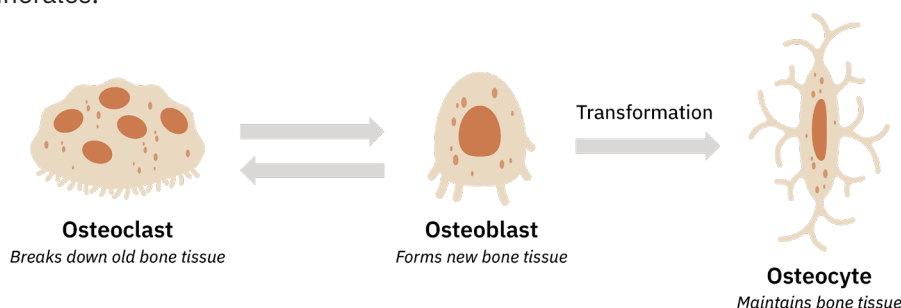 Transformation
Osteoclast
Breaks down old bone tissue
Osteoblast
Forms new bone tissue
Osteocyte
Maintains bone tissue